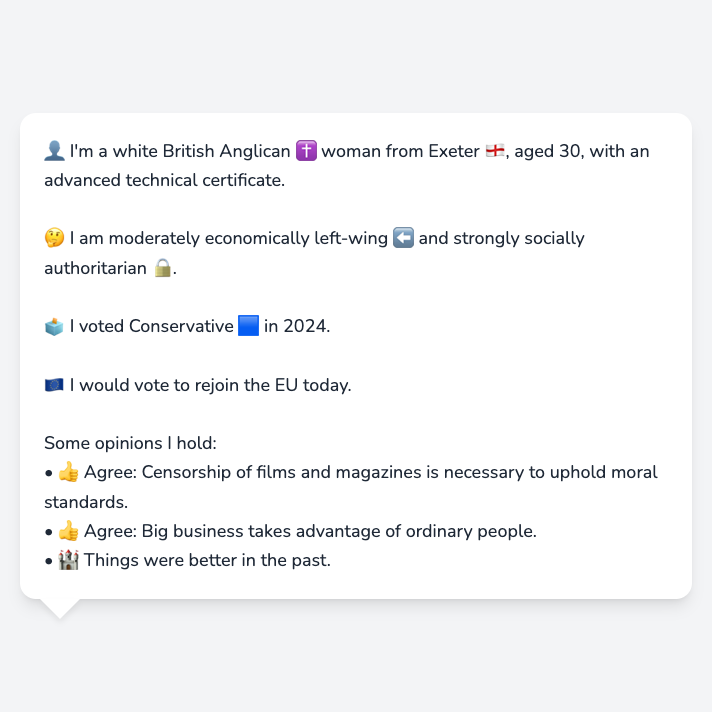 👤 I'm a white British Anglican ✝️ woman from Exeter 🏴󠁧󠁢󠁥󠁮󠁧󠁿, aged 30, with an
advanced technical certificate.
🤔 I am moderately economically left-wing ⬅️ and strongly socially
authoritarian 🔒.
🗳️ I voted Conservative 🟦 in 2024.
🇪🇺 I would vote to rejoin the EU today.
Some opinions I hold:
• 👍 Agree: Censorship of films and magazines is necessary to uphold moral
standards.
• 👍 Agree: Big business takes advantage of ordinary people.
• 🏰 Things were better in the past.